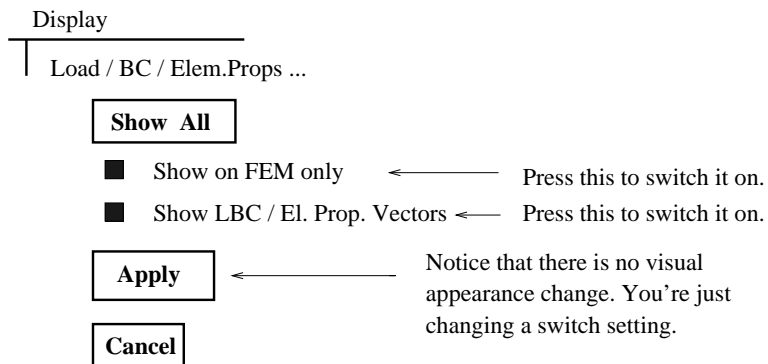 Display
Load / BC / Elem.Props ...
Show All
Show on FEM only
Press this to switch it on.
Show LBC / El. Prop. Vectors
Press this to switch it on.
Apply
Notice that there is no visual
appearance change. You're just
changing a switch setting.
Cancel